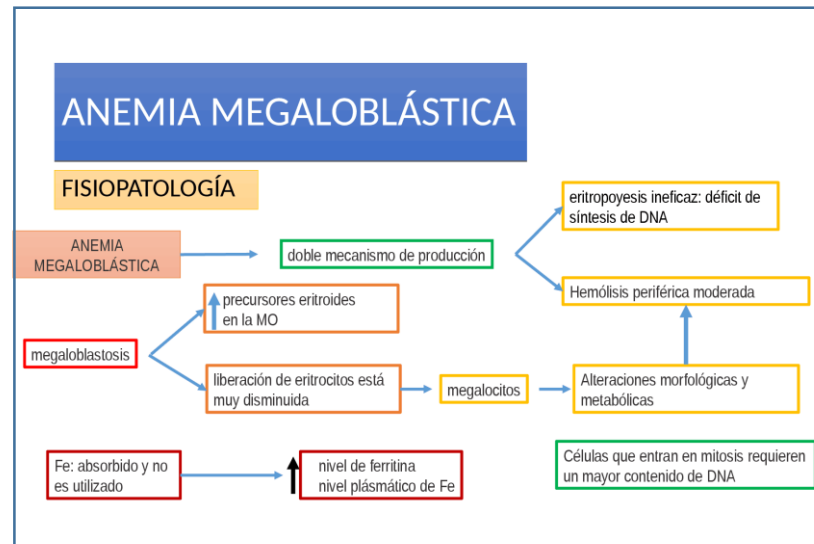 ANEMIA MEGALOBLÁSTICA
FISIOPATOLOGÍA
eritropoyesis ineficaz: déficit de
síntesis de DNA
ANEMIA
MEGALOBLÁSTICA
doble mecanismo de producción
Hemólisis periférica moderada
precursores eritroides
en la MO
megaloblastosis
liberación de eritrocitos está
muy disminuida
megalocitos
Alteraciones morfológicas y
metabólicas
Fe: absorbido y no
es utilizado
nivel de ferritina
nivel plásmático de Fe
Células que entran en mitosis requieren
un mayor contenido de DNA